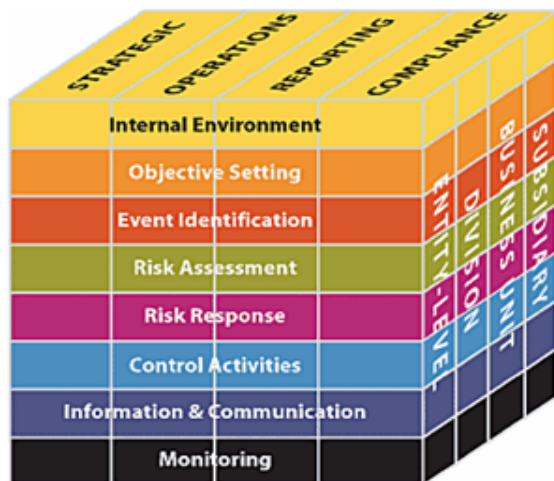 STRATEGIC
OPERATIONS
REPORTING
COMPLIANCE
Internal Environment
Objective Setting
Event Identification
Risk Assessment
Risk Response
Control Activities
Information & Communication
Monitoring
ENTITY-LEVEL
DIVISION
BUSINESS UNIT
SUBSIDIARY